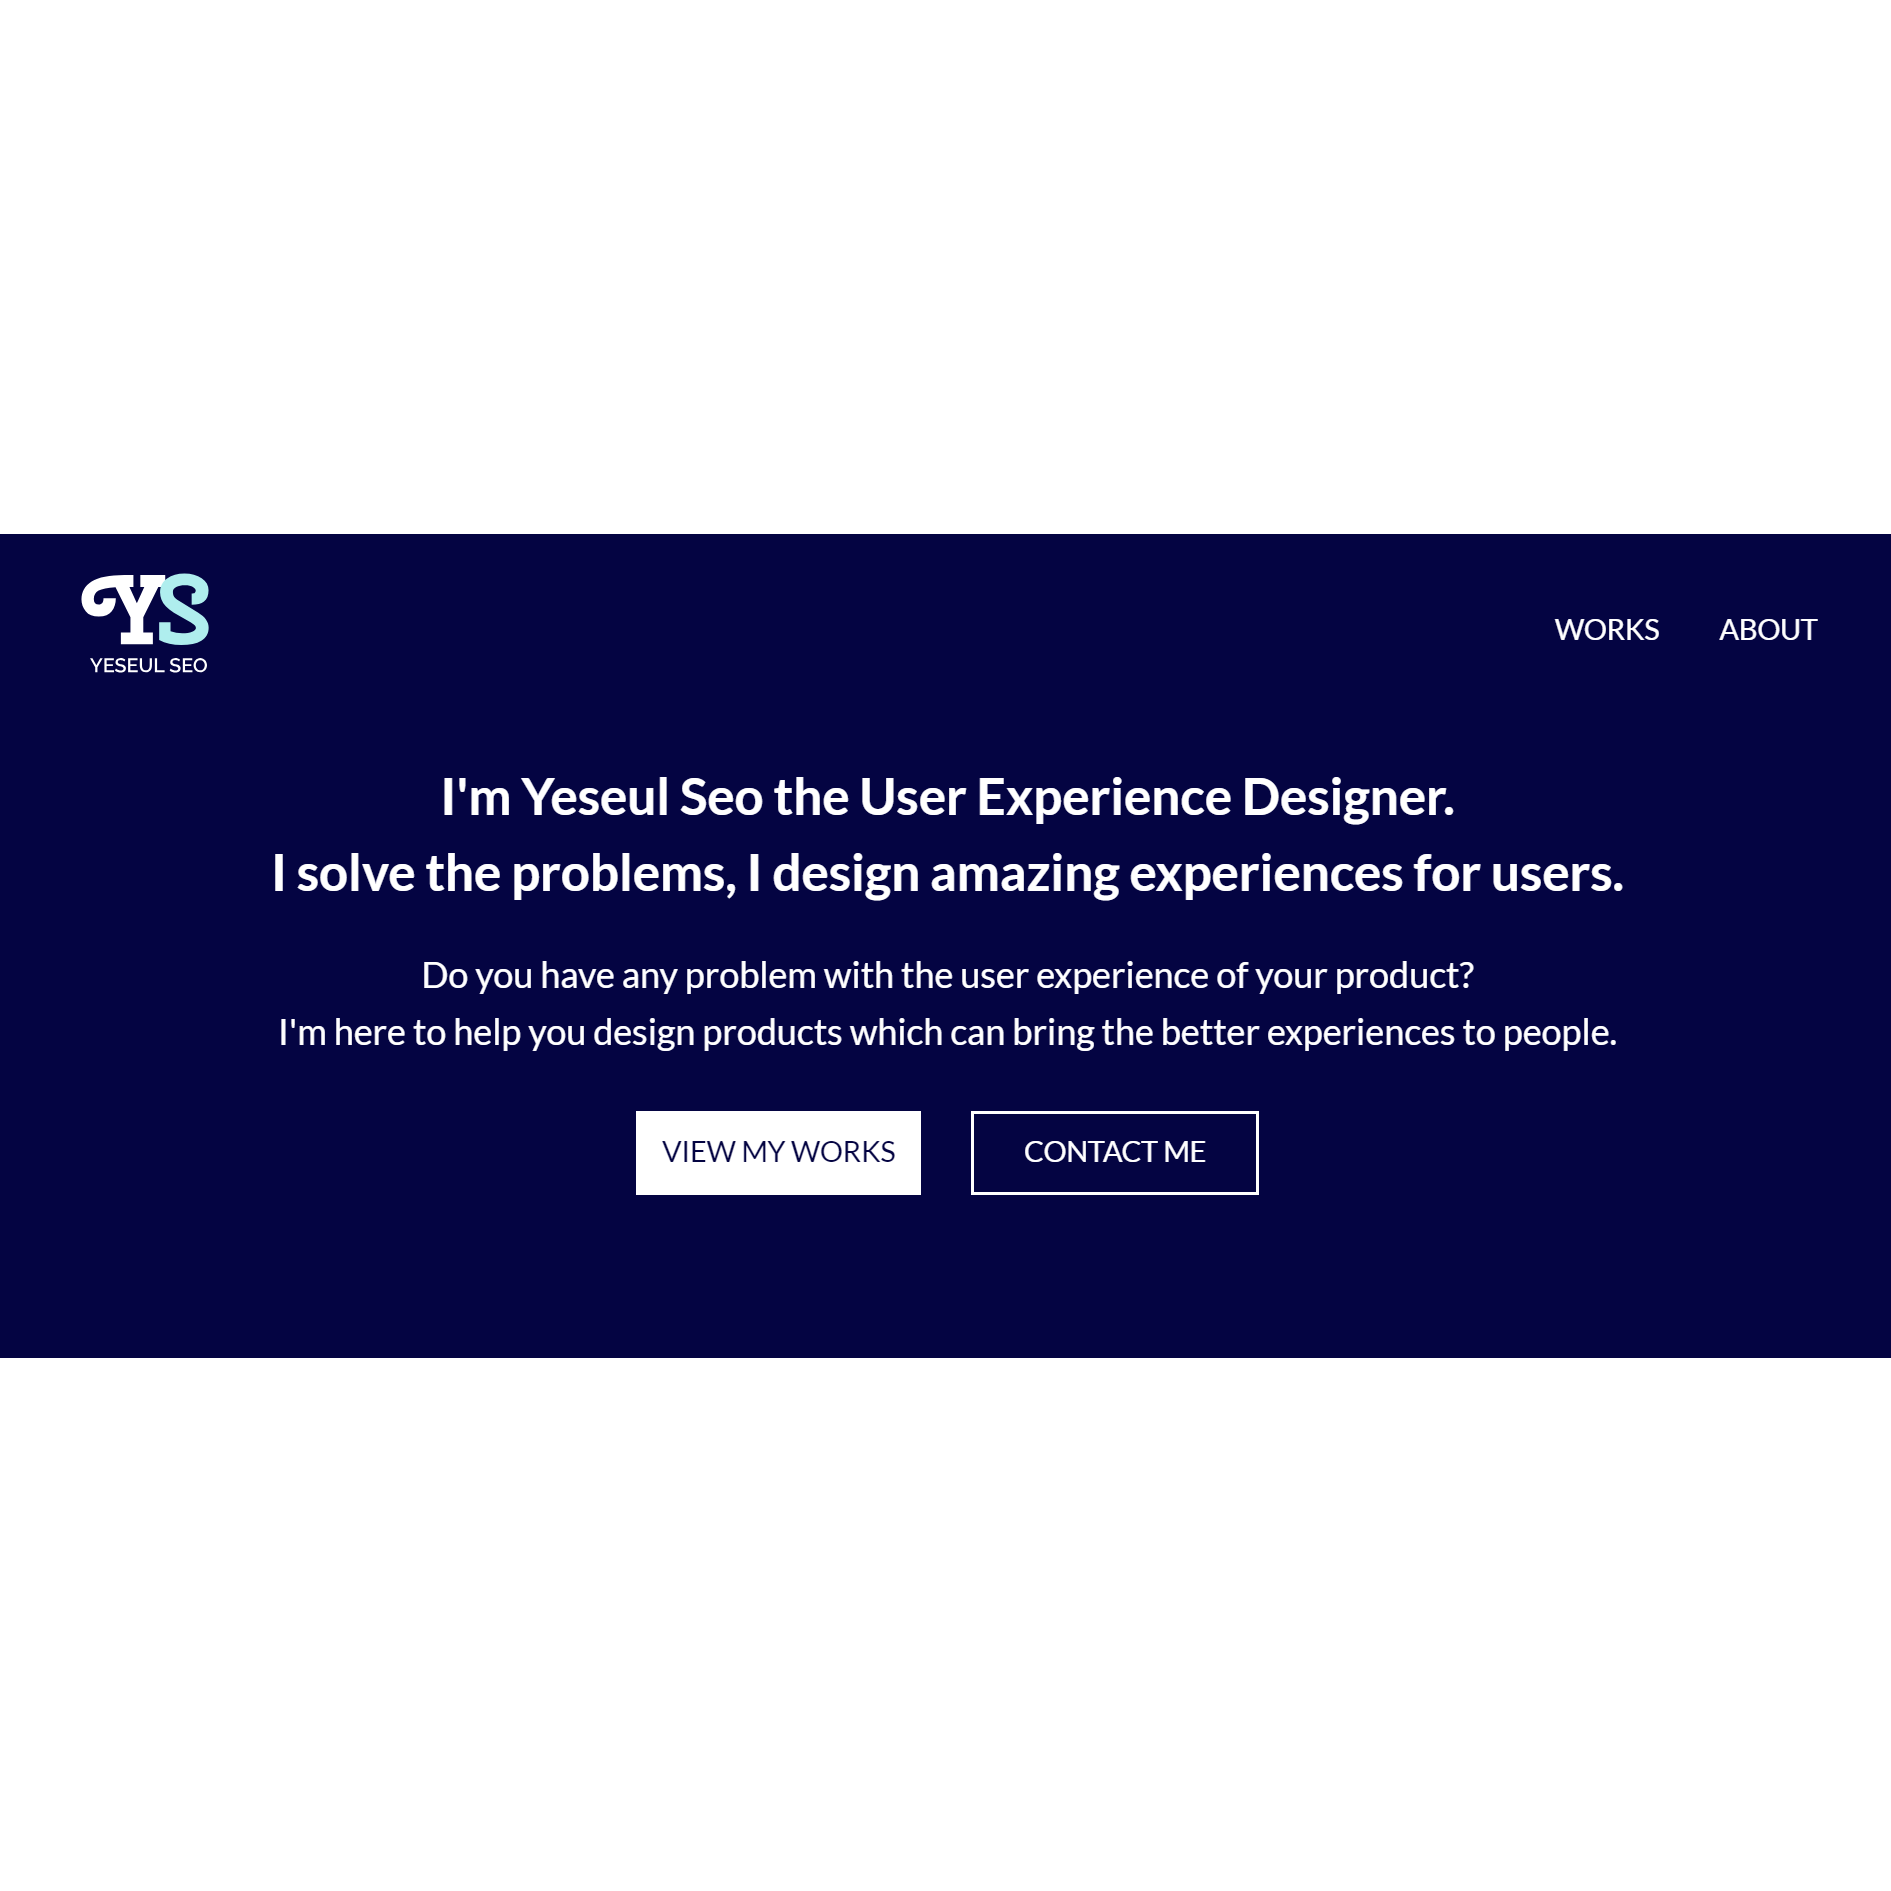 YS
YESEUL SEO
WORKS
ABOUT
I'm Yeseul Seo the User Experience Designer.
I solve the problems, I design amazing experiences for users.
Do you have any problem with the user experience of your product?
I'm here to help you design products which can bring the better experiences to people.
VIEW MY WORKS
CONTACT ME